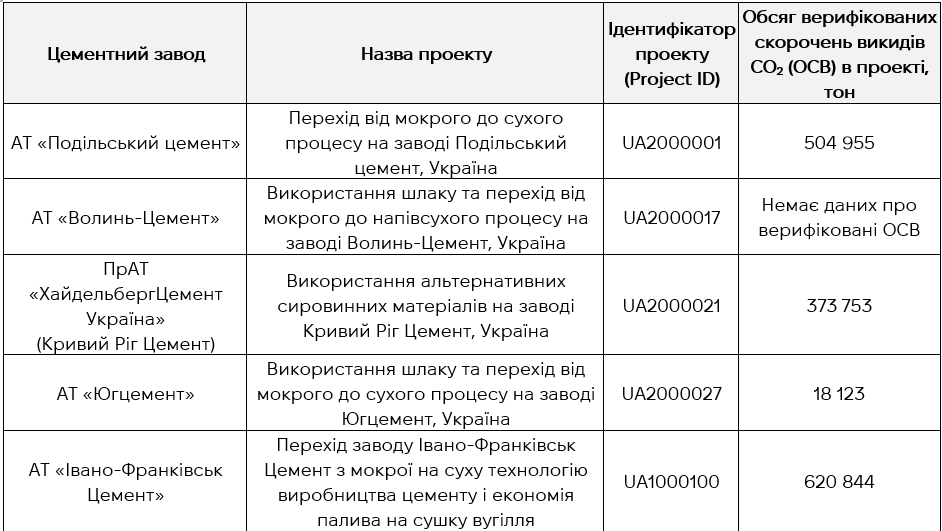 Цементний завод
Назва проекту
Ідентифікатор
проекту
(Project ID)
Обсяг верифікованих
скорочень викидів
CO₂ (ОСВ) в проекті,
тон
АТ «Подільський цемент»
Перехід від мокрого до сухого
процесу на заводі Подільський
цемент, Україна
UA2000001
504 955
АТ «Волинь-Цемент»
Використання шлаку та перехід від
мокрого до напівсухого процесу на
заводі Волинь-Цемент, Україна
UA2000017
Немає даних про
верифіковані ОСВ
ПрАТ
«ХайдельбергЦемент
Україна»
(Кривий Ріг Цемент)
Використання альтернативних
сировинних матеріалів на заводі
Кривий Ріг Цемент, Україна
UA2000021
373 753
АТ «Югцемент»
Використання шлаку та перехід від
мокрого до сухого процесу на заводі
Югцемент, Україна
UA2000027
18 123
АТ «Івано-Франківськ
Цемент»
Перехід заводу Івано-Франківськ
Цемент з мокрої на суху технологію
виробництва цементу і економія
палива на сушку вугілля
UA1000100
620 844